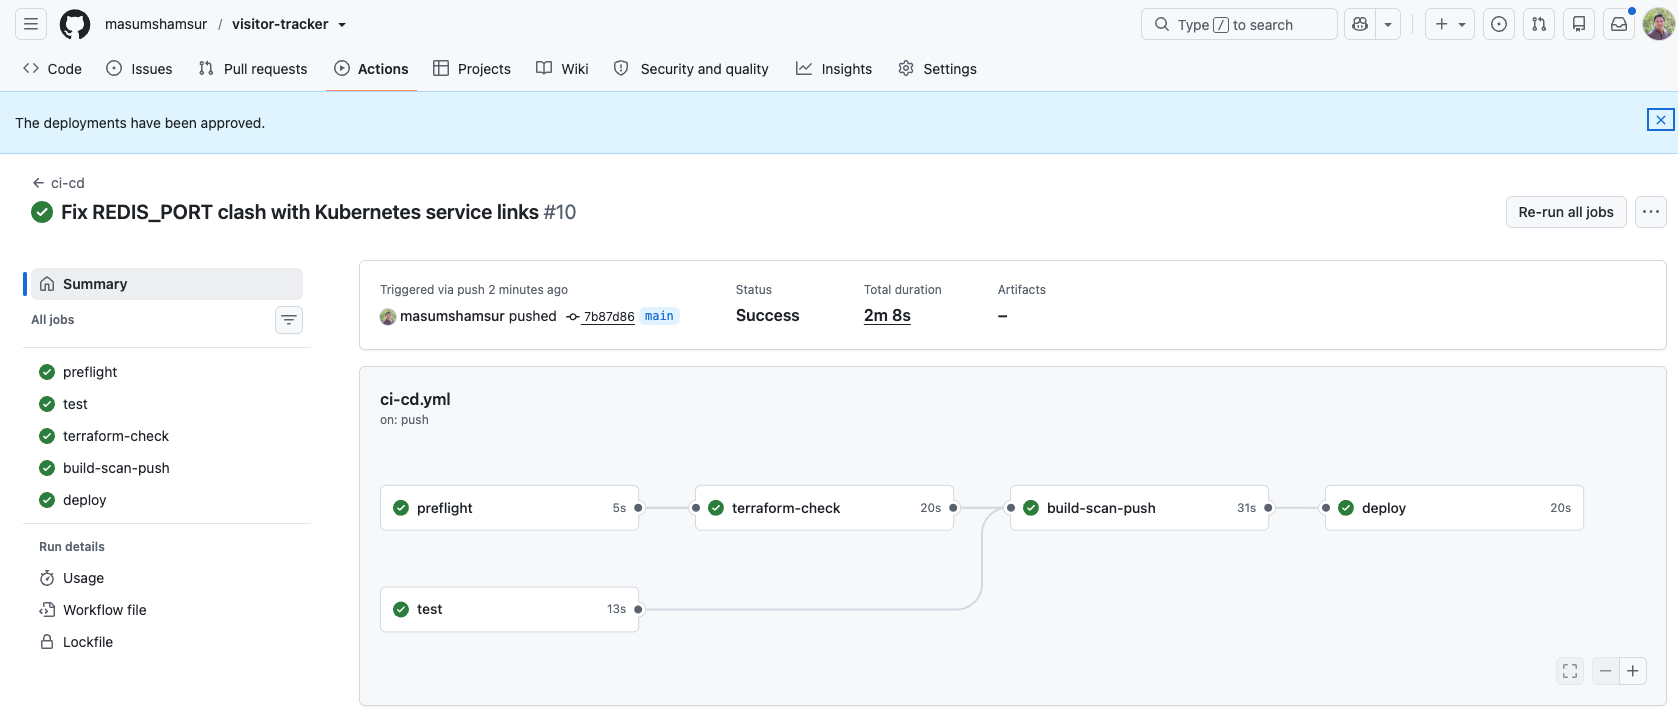 masumshamsur / visitor-tracker
Type / to search
Code
Issues
Pull requests
Actions
Projects
Wiki
Security and quality
Insights
Settings
The deployments have been approved.
← ci-cd
Fix REDIS_PORT clash with Kubernetes service links #10
Re-run all jobs
Summary
All jobs
preflight
test
terraform-check
build-scan-push
deploy
Run details
Usage
Workflow file
Lockfile
Triggered via push 2 minutes ago
masumshamsur pushed 7b87d86 main
Status
Success
Total duration
2m 8s
Artifacts
–
ci-cd.yml
on: push
preflight 5s
terraform-check 20s
build-scan-push 31s
deploy 20s
test 13s